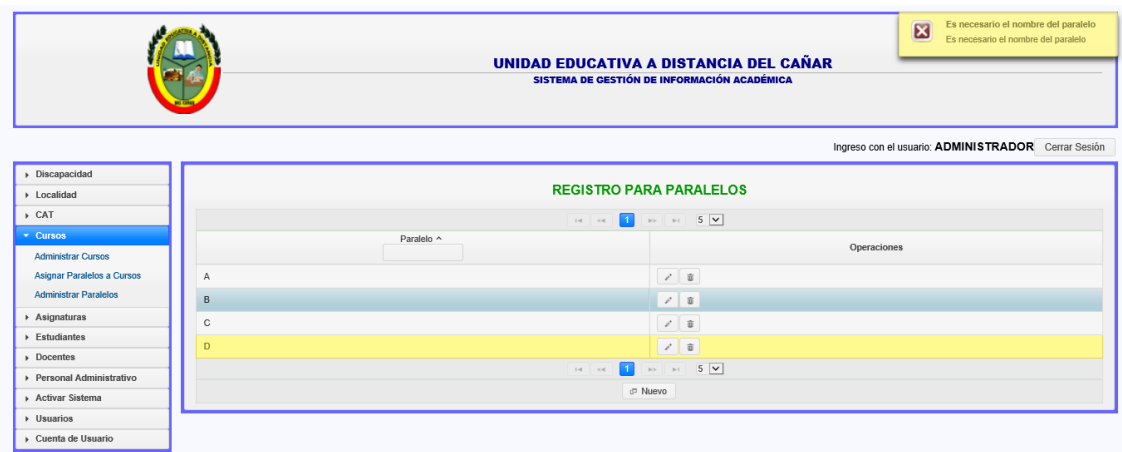 Es necesario el nombre del paralelo
Es necesario el nombre del paralelo
UNIDAD EDUCATIVA A DISTANCIA DEL CAÑAR
SISTEMA DE GESTIÓN DE INFORMACIÓN ACADÉMICA
Ingreso con el usuario: ADMINISTRADOR Cerrar Sesión
Discapacidad
Localidad
CAT
Cursos
Administrar Cursos
Asignar Paralelos a Cursos
Administrar Paralelos
Asignaturas
Estudiantes
Docentes
Personal Administrativo
Activar Sistema
Usuarios
Cuenta de Usuario
REGISTRO PARA PARALELOS
1 5
Paralelo Operaciones
A
B
C
D
1 5
Nuevo